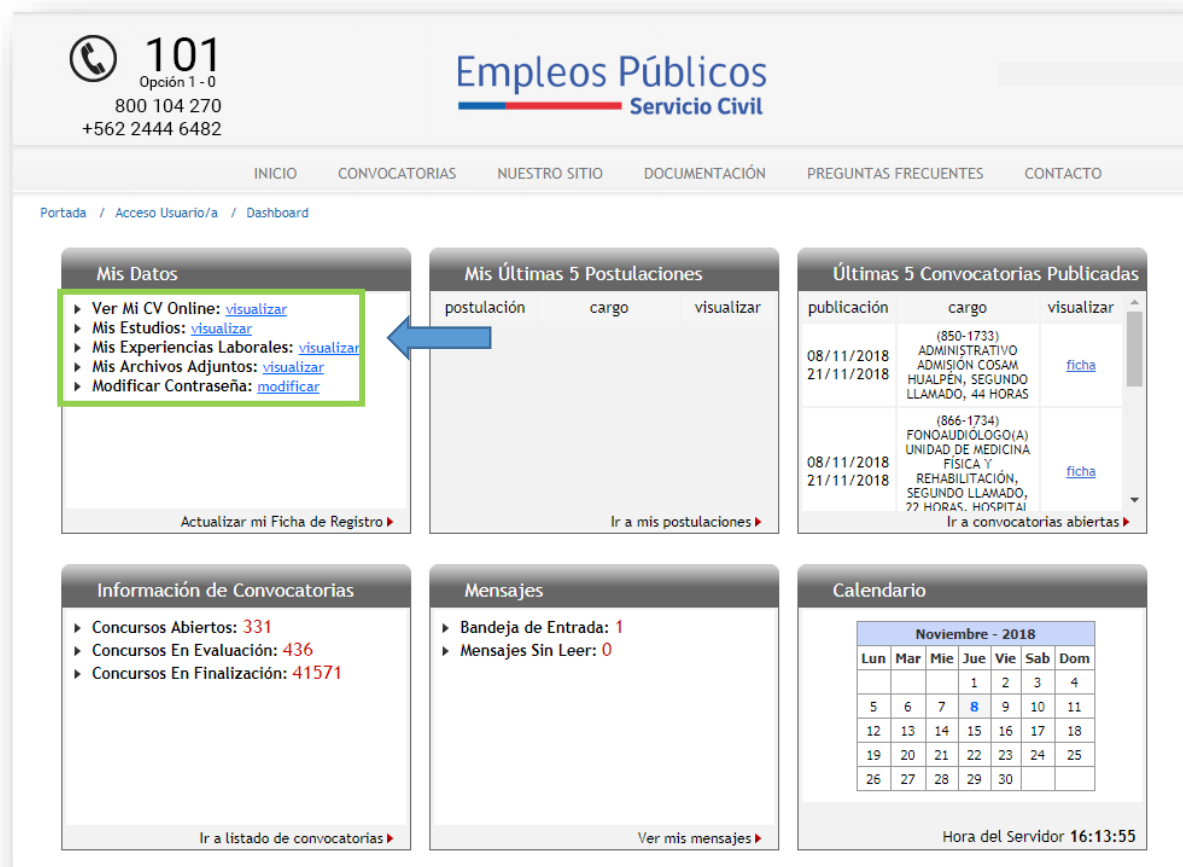 101
Opción 1 - 0
800 104 270
+562 2444 6482
Empleos Públicos
Servicio Civil
INICIO CONVOCATORIAS NUESTRO SITIO DOCUMENTACIÓN PREGUNTAS FRECUENTES CONTACTO
Portada / Acceso Usuario/a / Dashboard
Mis Datos
Ver Mi CV Online: visualizar
Mis Estudios: visualizar
Mis Experiencias Laborales: visualizar
Mis Archivos Adjuntos: visualizar
Modificar Contraseña: modificar
Actualizar mi Ficha de Registro
Mis Últimas 5 Postulaciones
postulación cargo visualizar
Ir a mis postulaciones
Últimas 5 Convocatorias Publicadas
publicación cargo visualizar
08/11/2018
21/11/2018
(850-1733)
ADMINISTRATIVO
ADMISIÓN COSAM
HUALPÉN, SEGUNDO
LLAMADO, 44 HORAS
ficha
08/11/2018
21/11/2018
(866-1734)
FONOAUDIÓLOGO(A)
UNIDAD DE MEDICINA
FÍSICA Y
REHABILITACIÓN,
SEGUNDO LLAMADO,
22 HORAS, HOSPITAL
ficha
Ir a convocatorias abiertas
Información de Convocatorias
Concursos Abiertos: 331
Concursos En Evaluación: 436
Concursos En Finalización: 41571
Ir a listado de convocatorias
Mensajes
Bandeja de Entrada: 1
Mensajes Sin Leer: 0
Ver mis mensajes
Calendario
Noviembre - 2018
Lun Mar Mie Jue Vie Sab Dom
1 2 3 4
5 6 7 8 9 10 11
12 13 14 15 16 17 18
19 20 21 22 23 24 25
26 27 28 29 30
Hora del Servidor 16:13:55